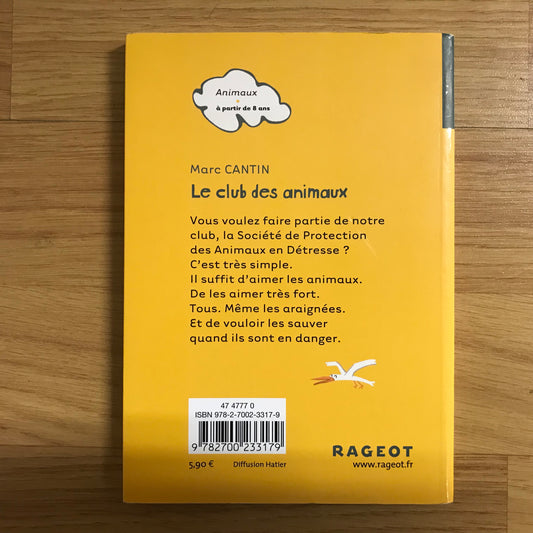 Animaux
à partir de 8 ans
Marc CANTIN
Le club des animaux
Vous voulez faire partie de notre
club, la Société de Protection
des Animaux en Détresse ?
C'est très simple.
Il suffit d'aimer les animaux.
De les aimer très fort.
Tous. Même les araignées.
Et de vouloir les sauver
quand ils sont en danger.
47 4777 0
ISBN 978-2-7002-3317-9
9 782700 233179
5,90 € Diffusion Hatier
RAGEOT
www.rageot.fr